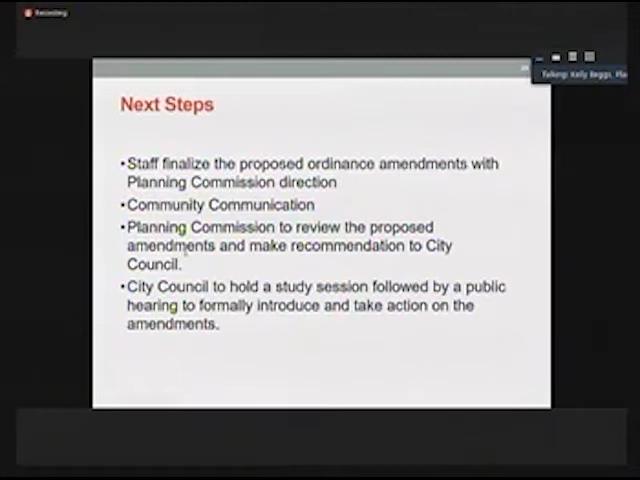 Recording
Talking: Kelly Beggs, Pla
Next Steps
•Staff finalize the proposed ordinance amendments with
Planning Commission direction
•Community Communication
•Planning Commission to review the proposed
amendments and make recommendation to City
Council.
•City Council to hold a study session followed by a public
hearing to formally introduce and take action on the
amendments.